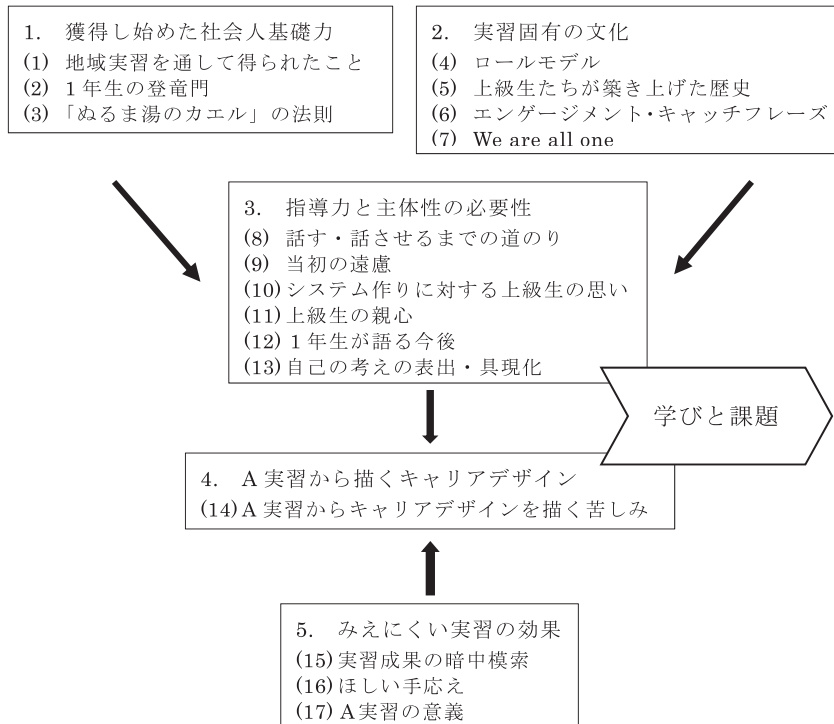 1. 獲得し始めた社会人基礎力
(1) 地域実習を通して得られたこと
(2) 1年生の登竜門
(3) 「ぬるま湯のカエル」の法則
2. 実習固有の文化
(4) ロールモデル
(5) 上級生たちが築き上げた歴史
(6) エンゲージメント・キャッチフレーズ
(7) We are all one
3. 指導力と主体性の必要性
(8) 話す・話させるまでの道のり
(9) 当初の遠慮
(10) システム作りに対する上級生の思い
(11) 上級生の親心
(12) 1年生が語る今後
(13) 自己の考えの表出・具現化
学びと課題
4. A 実習から描くキャリアデザイン
(14) A 実習からキャリアデザインを描く苦しみ
5. みえにくい実習の効果
(15) 実習成果の暗中模索
(16) ほしい手応え
(17) A実習の意義